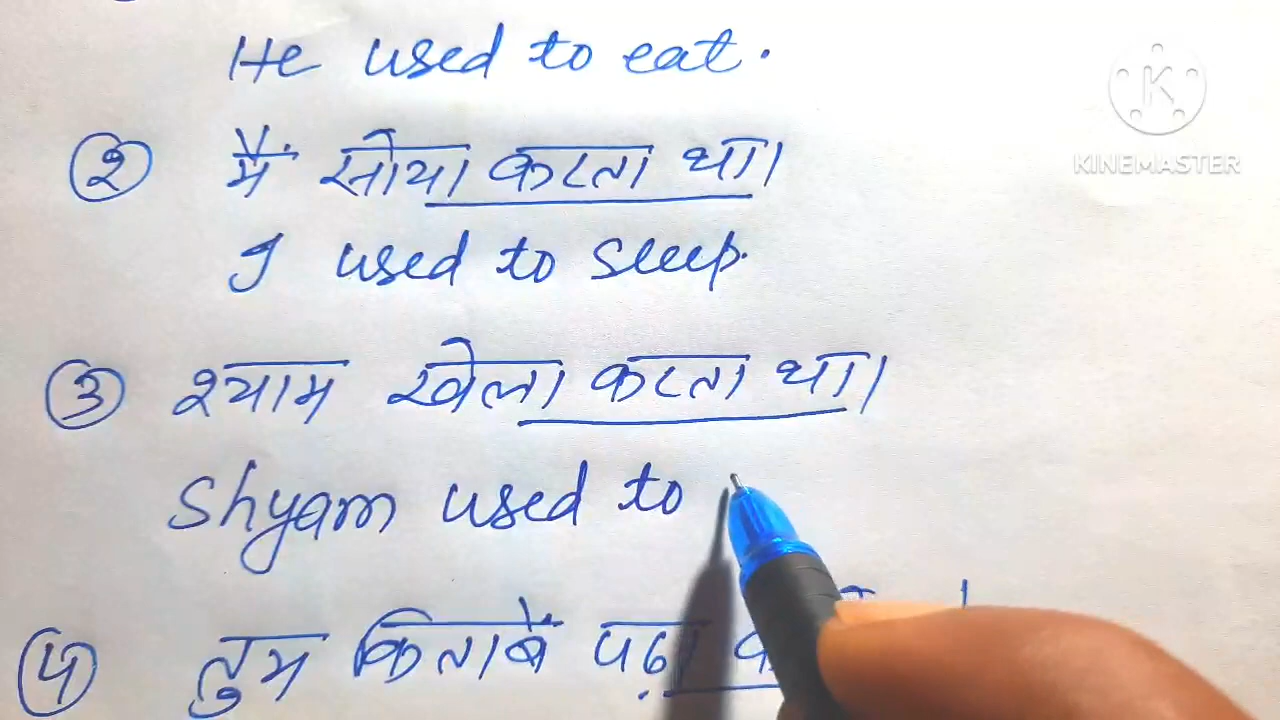 He used to eat.
② मैं सोया करता था।
I used to sleep.
③ श्याम खेला करता था।
Shyam used to
④ तुम किताबें पढ़ा
K
KINEMASTER